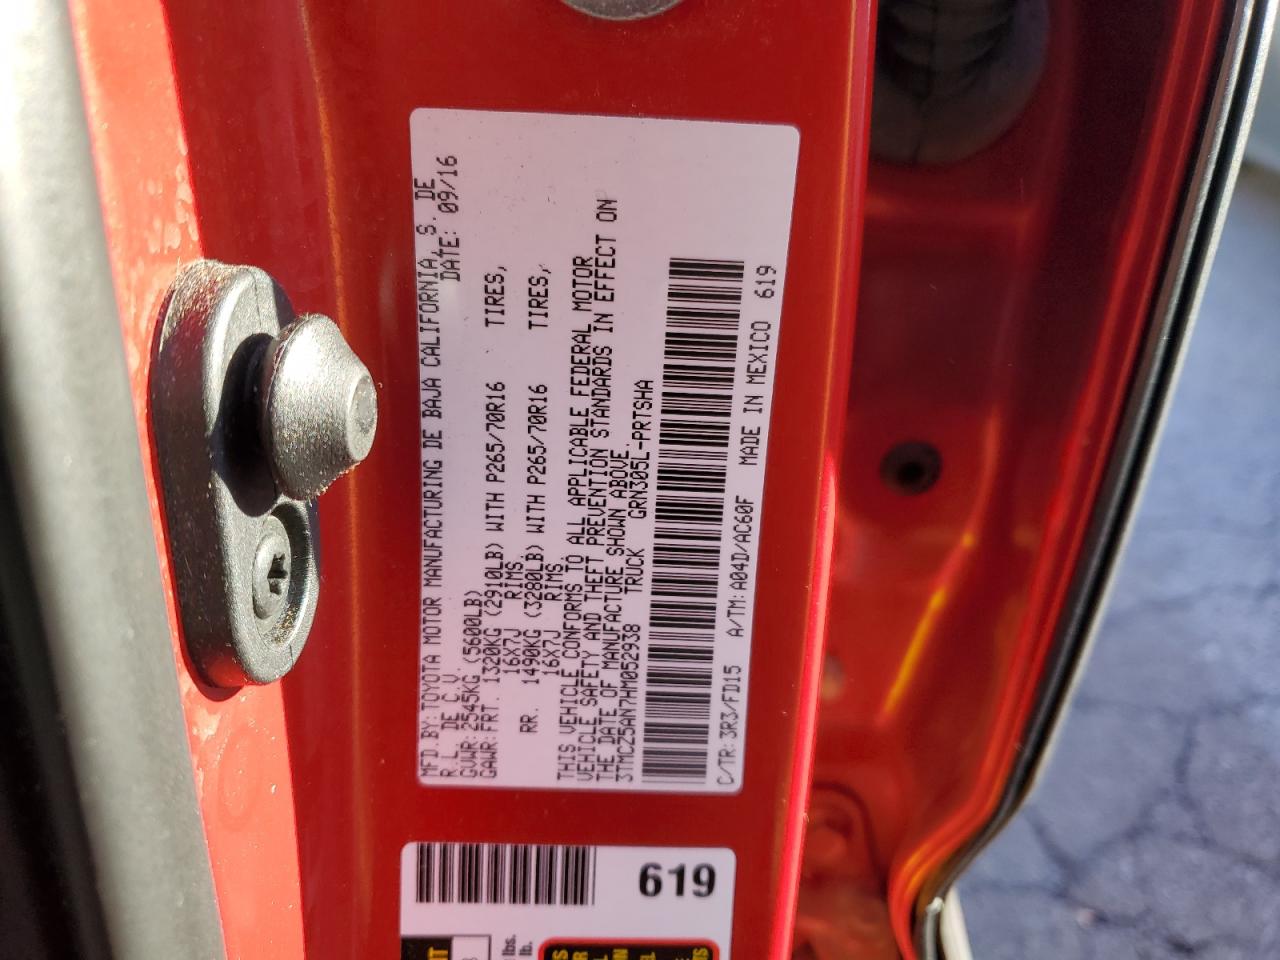 MFD.BY:TOYOTA MOTOR MANUFACTURING DE BAJA CALIFORNIA, S. DE
R.L. DE C.V. DATE: 09/16
GVWR:2545KG (5600LB)
GAWR:FRT. 1320KG (2910LB) WITH P265/70R16 TIRES,
16X7J RIMS.
RR. 1490KG (3280LB) WITH P265/70R16 TIRES,
16X7J RIMS.
THIS VEHICLE CONFORMS TO ALL APPLICABLE FEDERAL MOTOR
VEHICLE SAFETY AND THEFT PREVENTION STANDARDS IN EFFECT ON
THE DATE OF MANUFACTURE SHOWN ABOVE.
3TMCZ5AN7HM052938 TRUCK GRN305L-PRTSHA
C/TR:3R3/FD15 A/TM:A04D/AC60F MADE IN MEXICO 619
619
lbs.
lb.